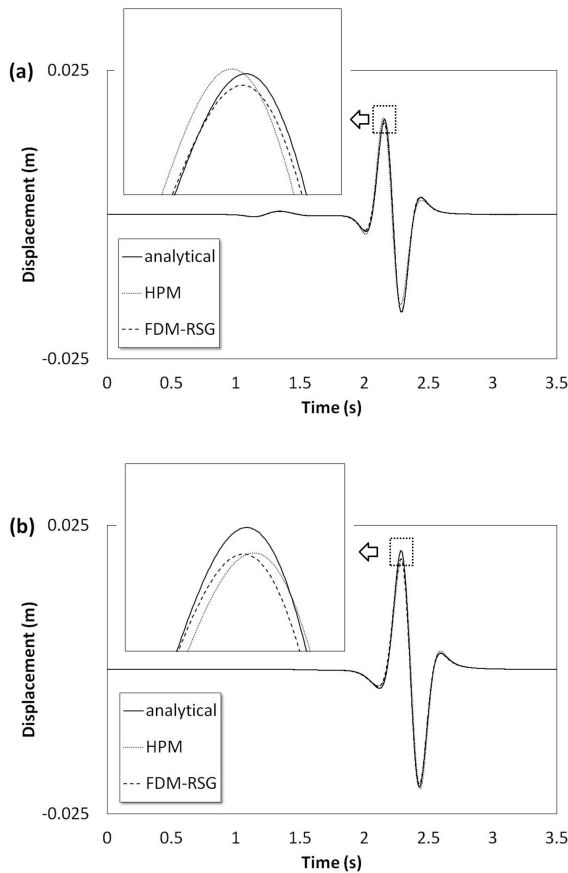 (a)
0.025
Displacement (m)
analytical
HPM
FDM-RSG
-0.025
0 0.5 1 1.5 2 2.5 3 3.5
Time (s)
(b)
0.025
Displacement (m)
analytical
HPM
FDM-RSG
-0.025
0 0.5 1 1.5 2 2.5 3 3.5
Time (s)